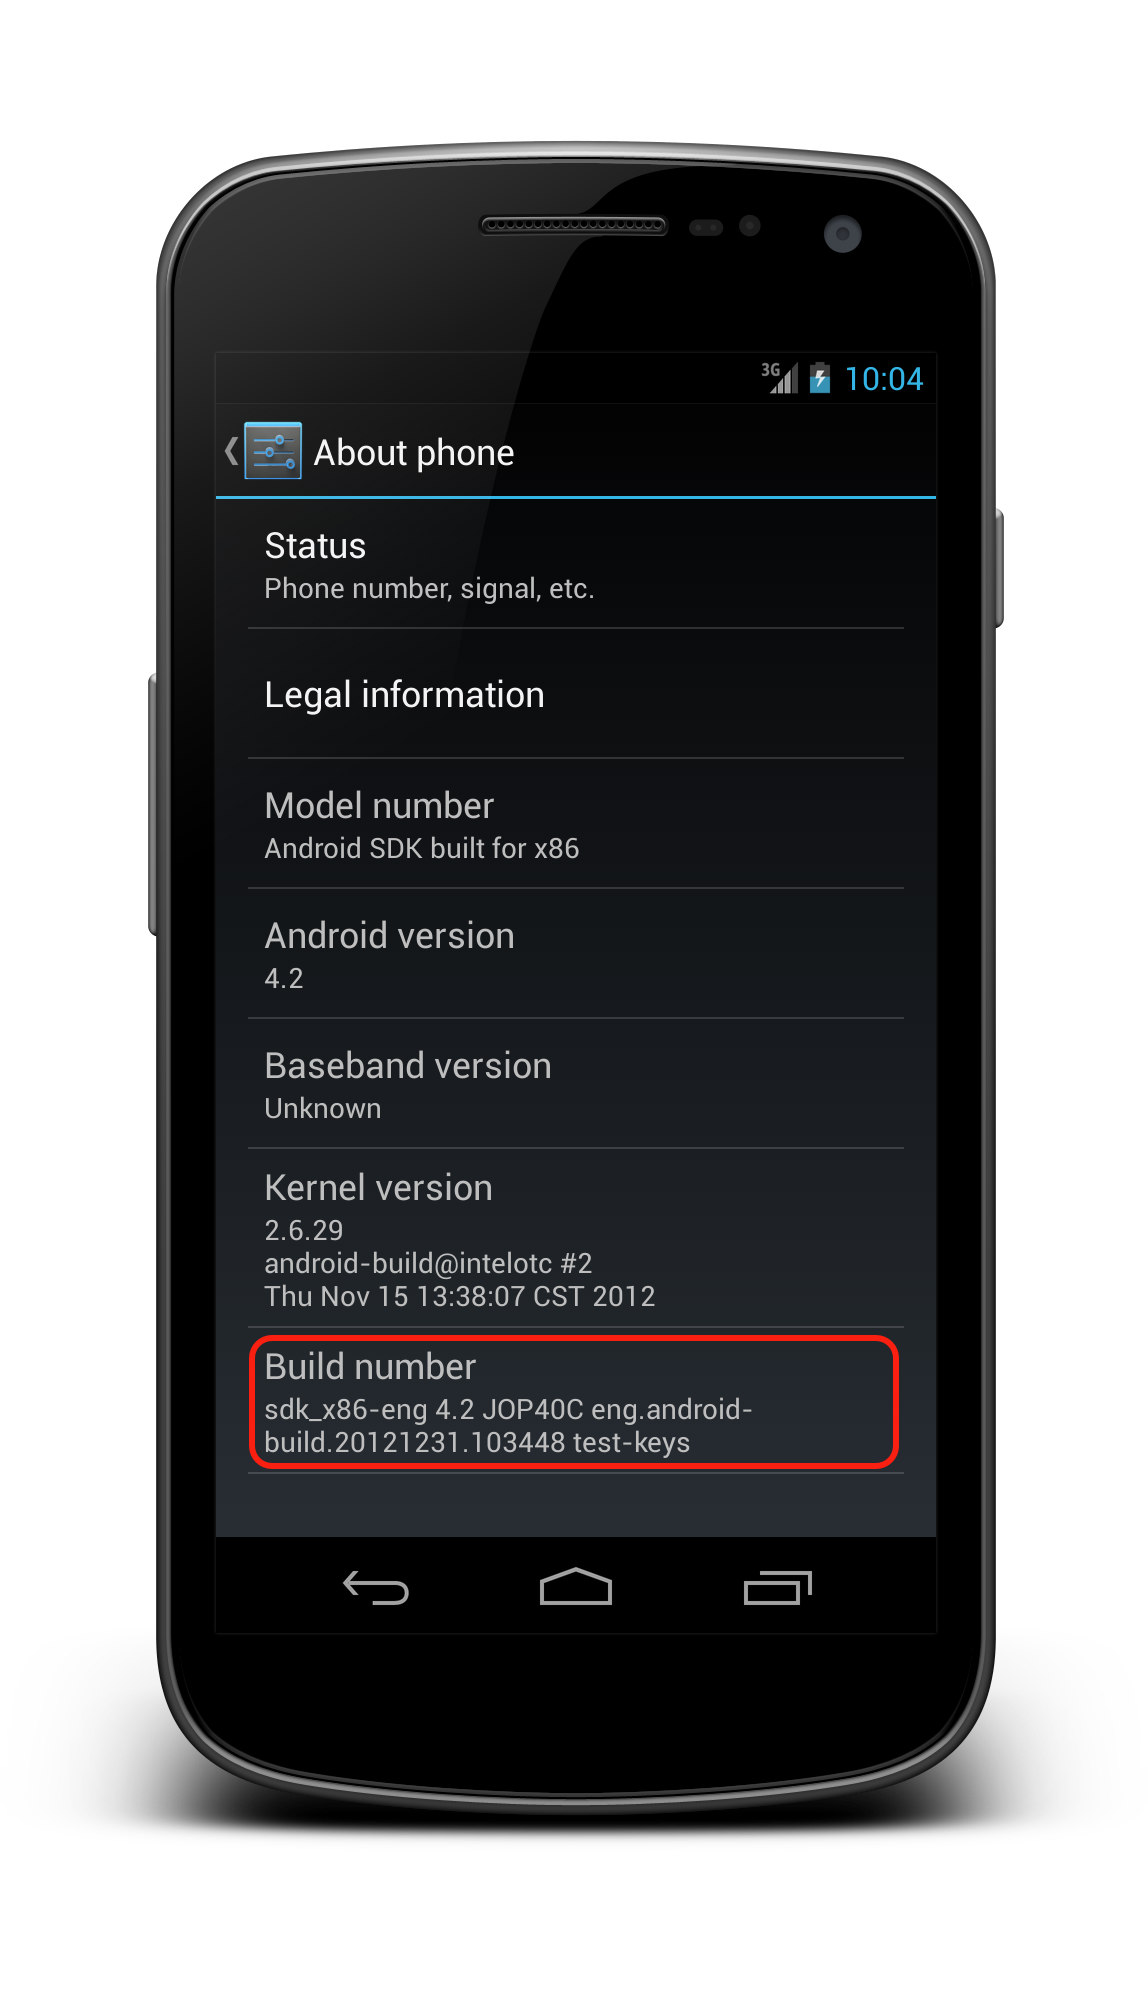 3G 10:04
About phone
Status
Phone number, signal, etc.
Legal information
Model number
Android SDK built for x86
Android version
4.2
Baseband version
Unknown
Kernel version
2.6.29
android-build@intelotc #2
Thu Nov 15 13:38:07 CST 2012
Build number
sdk_x86-eng 4.2 JOP40C eng.android-
build.20121231.103448 test-keys